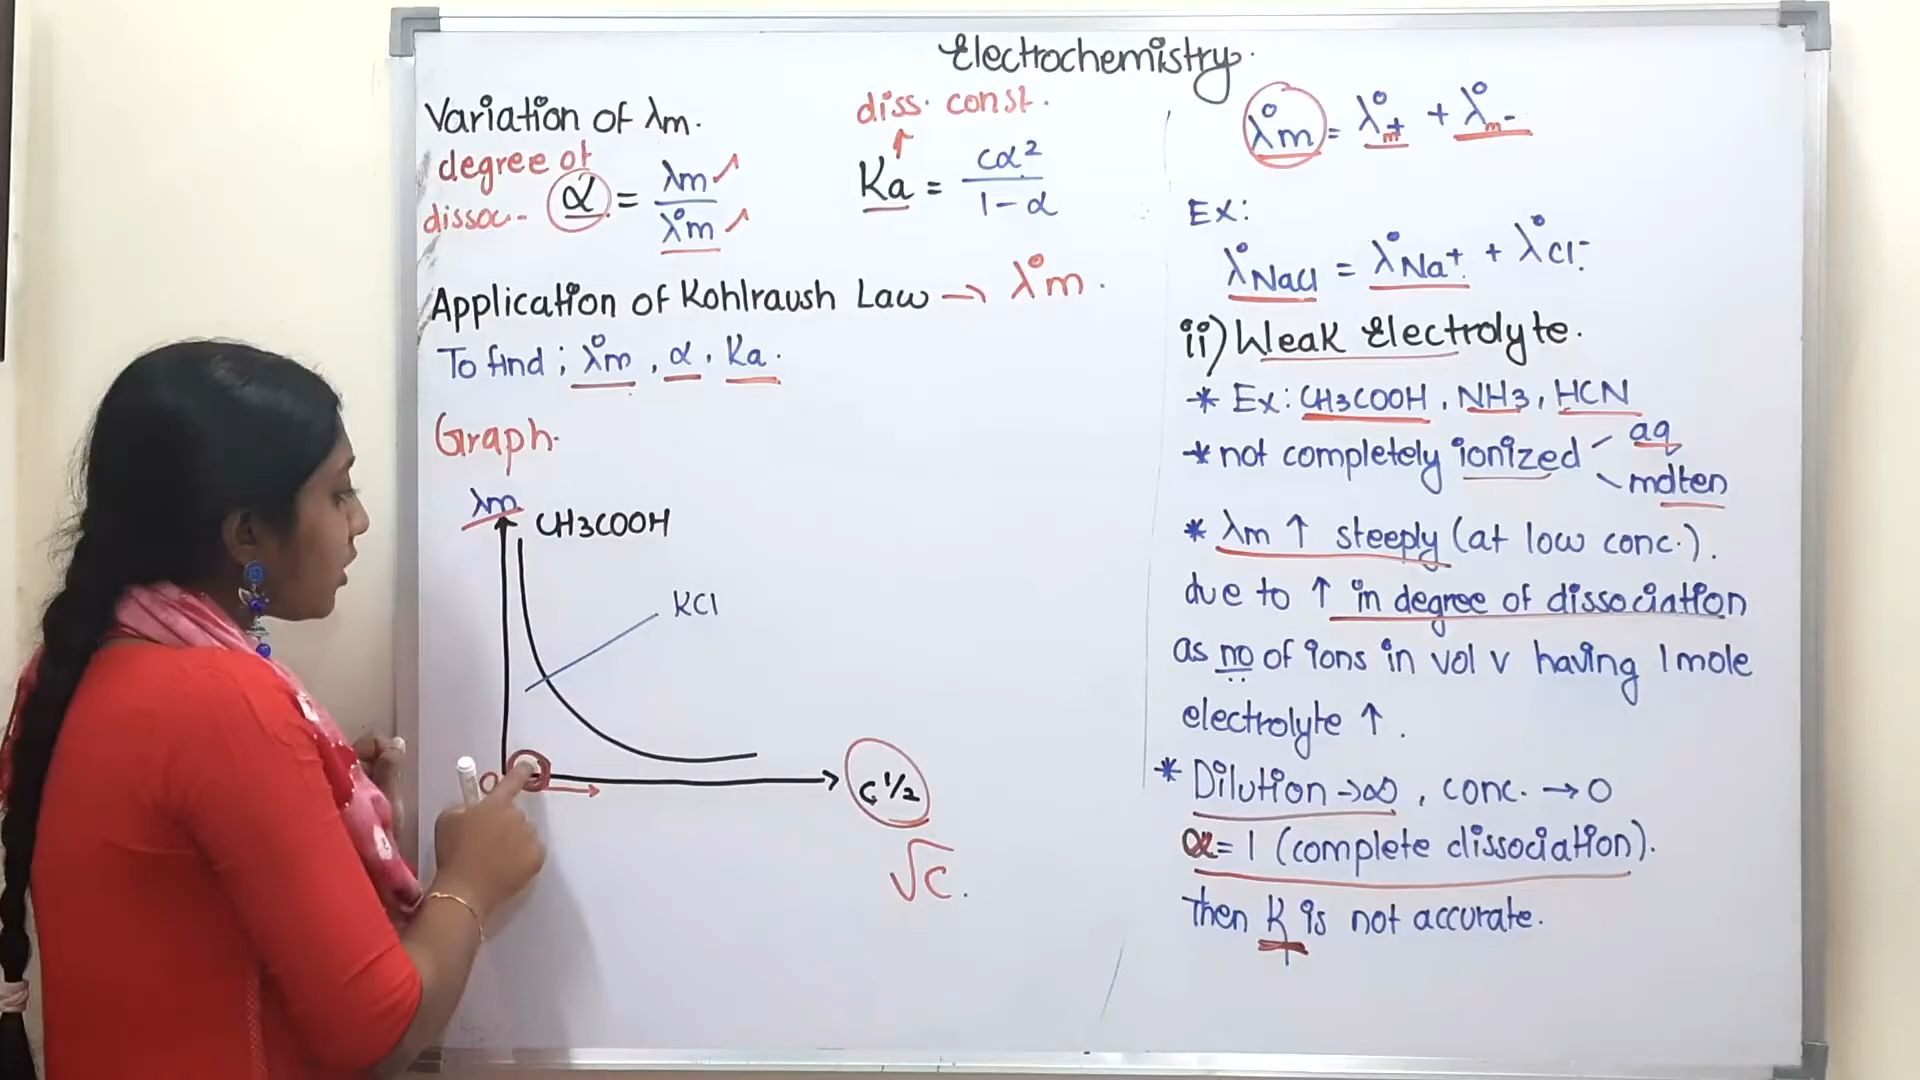 Electrochemistry.
Variation of λm.
degree of dissoc- α = λm / λ°m
diss. const.
Ka = cα² / 1-α
Application of Kohlraush Law → λ°m.
To find ; λ°m , α , Ka.
Graph.
λm
CH3COOH
KCl
0
C 1/2
√C.
λ°m = λ°m+ + λ°m-
Ex:
λ°NaCl = λ°Na+ + λ°Cl-
ii) Weak Electrolyte.
* Ex: CH3COOH, NH3, HCN
* not completely ionized aq
molten
* λm ↑ steeply (at low conc.).
due to ↑ in degree of dissociation
as no of ions in vol v having 1 mole
electrolyte ↑.
* Dilution → ∞, conc. → 0
α = 1 (complete dissociation).
then K is not accurate.